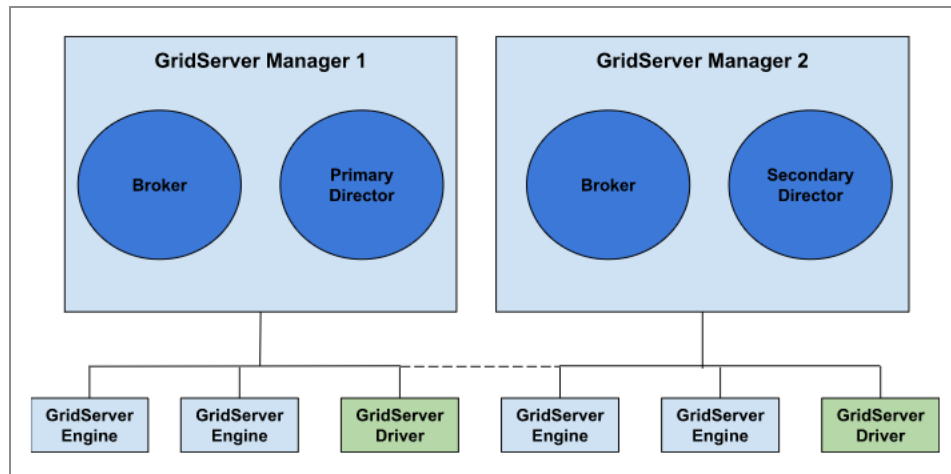 GridServer Manager 1
GridServer Manager 2
Broker
Primary
Director
Broker
Secondary
Director
GridServer
Engine
GridServer
Engine
GridServer
Driver
GridServer
Engine
GridServer
Engine
GridServer
Driver